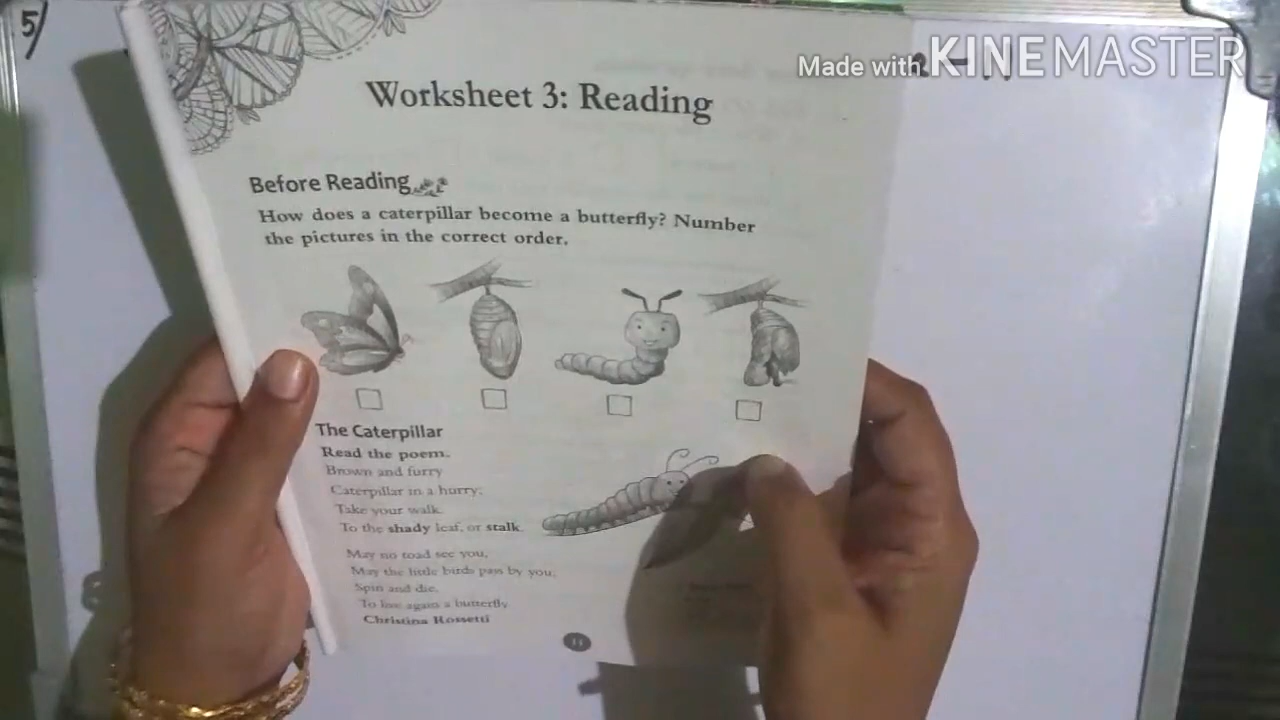 5/
Made with KINEMASTER
Worksheet 3: Reading
Before Reading
How does a caterpillar become a butterfly? Number
the pictures in the correct order.
The Caterpillar
Read the poem.
Brown and furry
Caterpillar in a hurry;
Take your walk
To the shady leaf, or stalk.
May no toad see you,
May the little birds pass by you;
Spin and die,
To live again a butterfly
Christina Rossetti
11